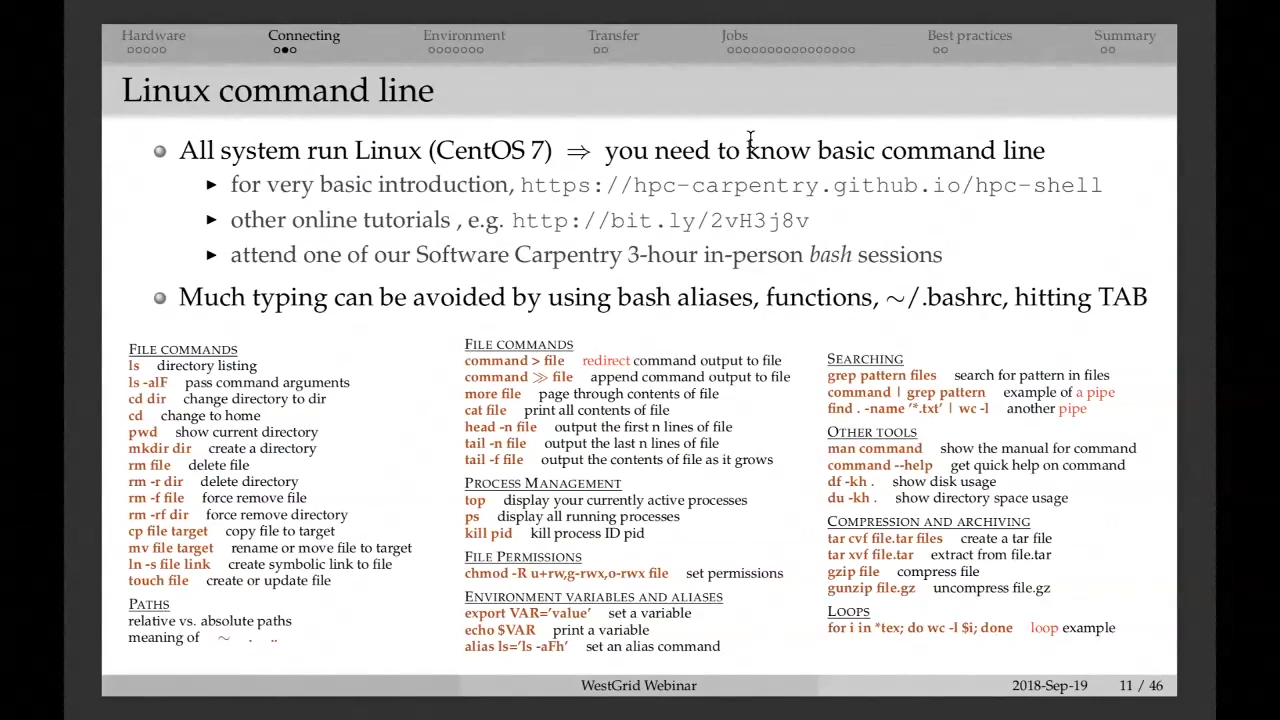 Hardware Connecting Environment Transfer Jobs Best practices Summary
Linux command line
All system run Linux (CentOS 7) ⇒ you need to know basic command line
for very basic introduction, https://hpc-carpentry.github.io/hpc-shell
other online tutorials , e.g. http://bit.ly/2vH3j8v
attend one of our Software Carpentry 3-hour in-person bash sessions
Much typing can be avoided by using bash aliases, functions, ~/.bashrc, hitting TAB
FILE COMMANDS
ls directory listing
ls -alF pass command arguments
cd dir change directory to dir
cd change to home
pwd show current directory
mkdir dir create a directory
rm file delete file
rm -r dir delete directory
rm -f file force remove file
rm -rf dir force remove directory
cp file target copy file to target
mv file target rename or move file to target
ln -s file link create symbolic link to file
touch file create or update file
PATHS
relative vs. absolute paths
meaning of ~
FILE COMMANDS
command > file redirect command output to file
command ≫ file append command output to file
more file page through contents of file
cat file print all contents of file
head -n file output the first n lines of file
tail -n file output the last n lines of file
tail -f file output the contents of file as it grows
PROCESS MANAGEMENT
top display your currently active processes
ps display all running processes
kill pid kill process ID pid
FILE PERMISSIONS
chmod -R u+rw,g-rwx,o-rwx file set permissions
ENVIRONMENT VARIABLES AND ALIASES
export VAR='value' set a variable
echo $VAR print a variable
alias ls='ls -aFh' set an alias command
SEARCHING
grep pattern files search for pattern in files
command | grep pattern example of a pipe
find . -name '*.txt' | wc -l another pipe
OTHER TOOLS
man command show the manual for command
command --help get quick help on command
df -kh . show disk usage
du -kh . show directory space usage
COMPRESSION AND ARCHIVING
tar cvf file.tar files create a tar file
tar xvf file.tar extract from file.tar
gzip file compress file
gunzip file.gz uncompress file.gz
LOOPS
for i in *tex; do wc -l $i; done loop example
WestGrid Webinar 2018-Sep-19 11 / 46